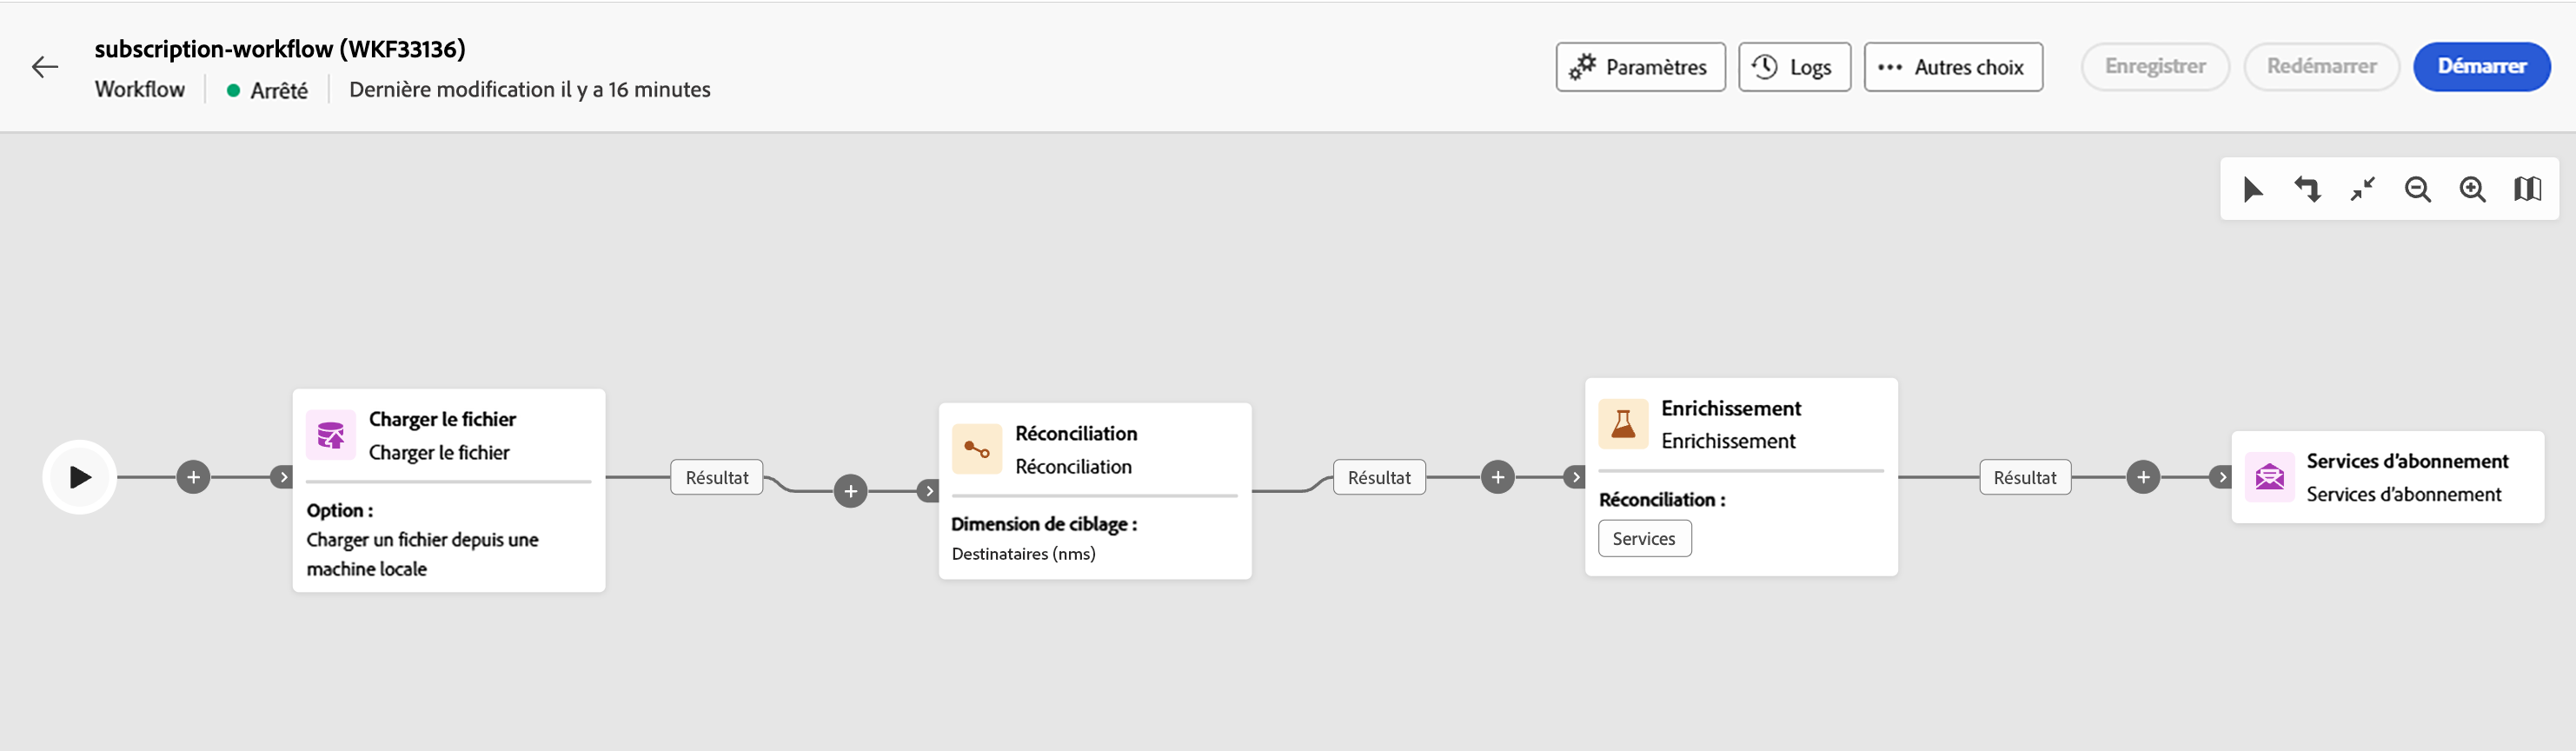 subscription-workflow (WKF33136)
Workflow
Arrêté
Dernière modification il y a 16 minutes
Paramètres
Logs
Autres choix
Enregistrer
Redémarrer
Démarrer
Charger le fichier
Charger le fichier
Option :
Charger un fichier depuis une
machine locale
Résultat
Réconciliation
Réconciliation
Dimension de ciblage :
Destinataires (nms)
Résultat
Enrichissement
Enrichissement
Réconciliation :
Services
Résultat
Services d’abonnement
Services d’abonnement